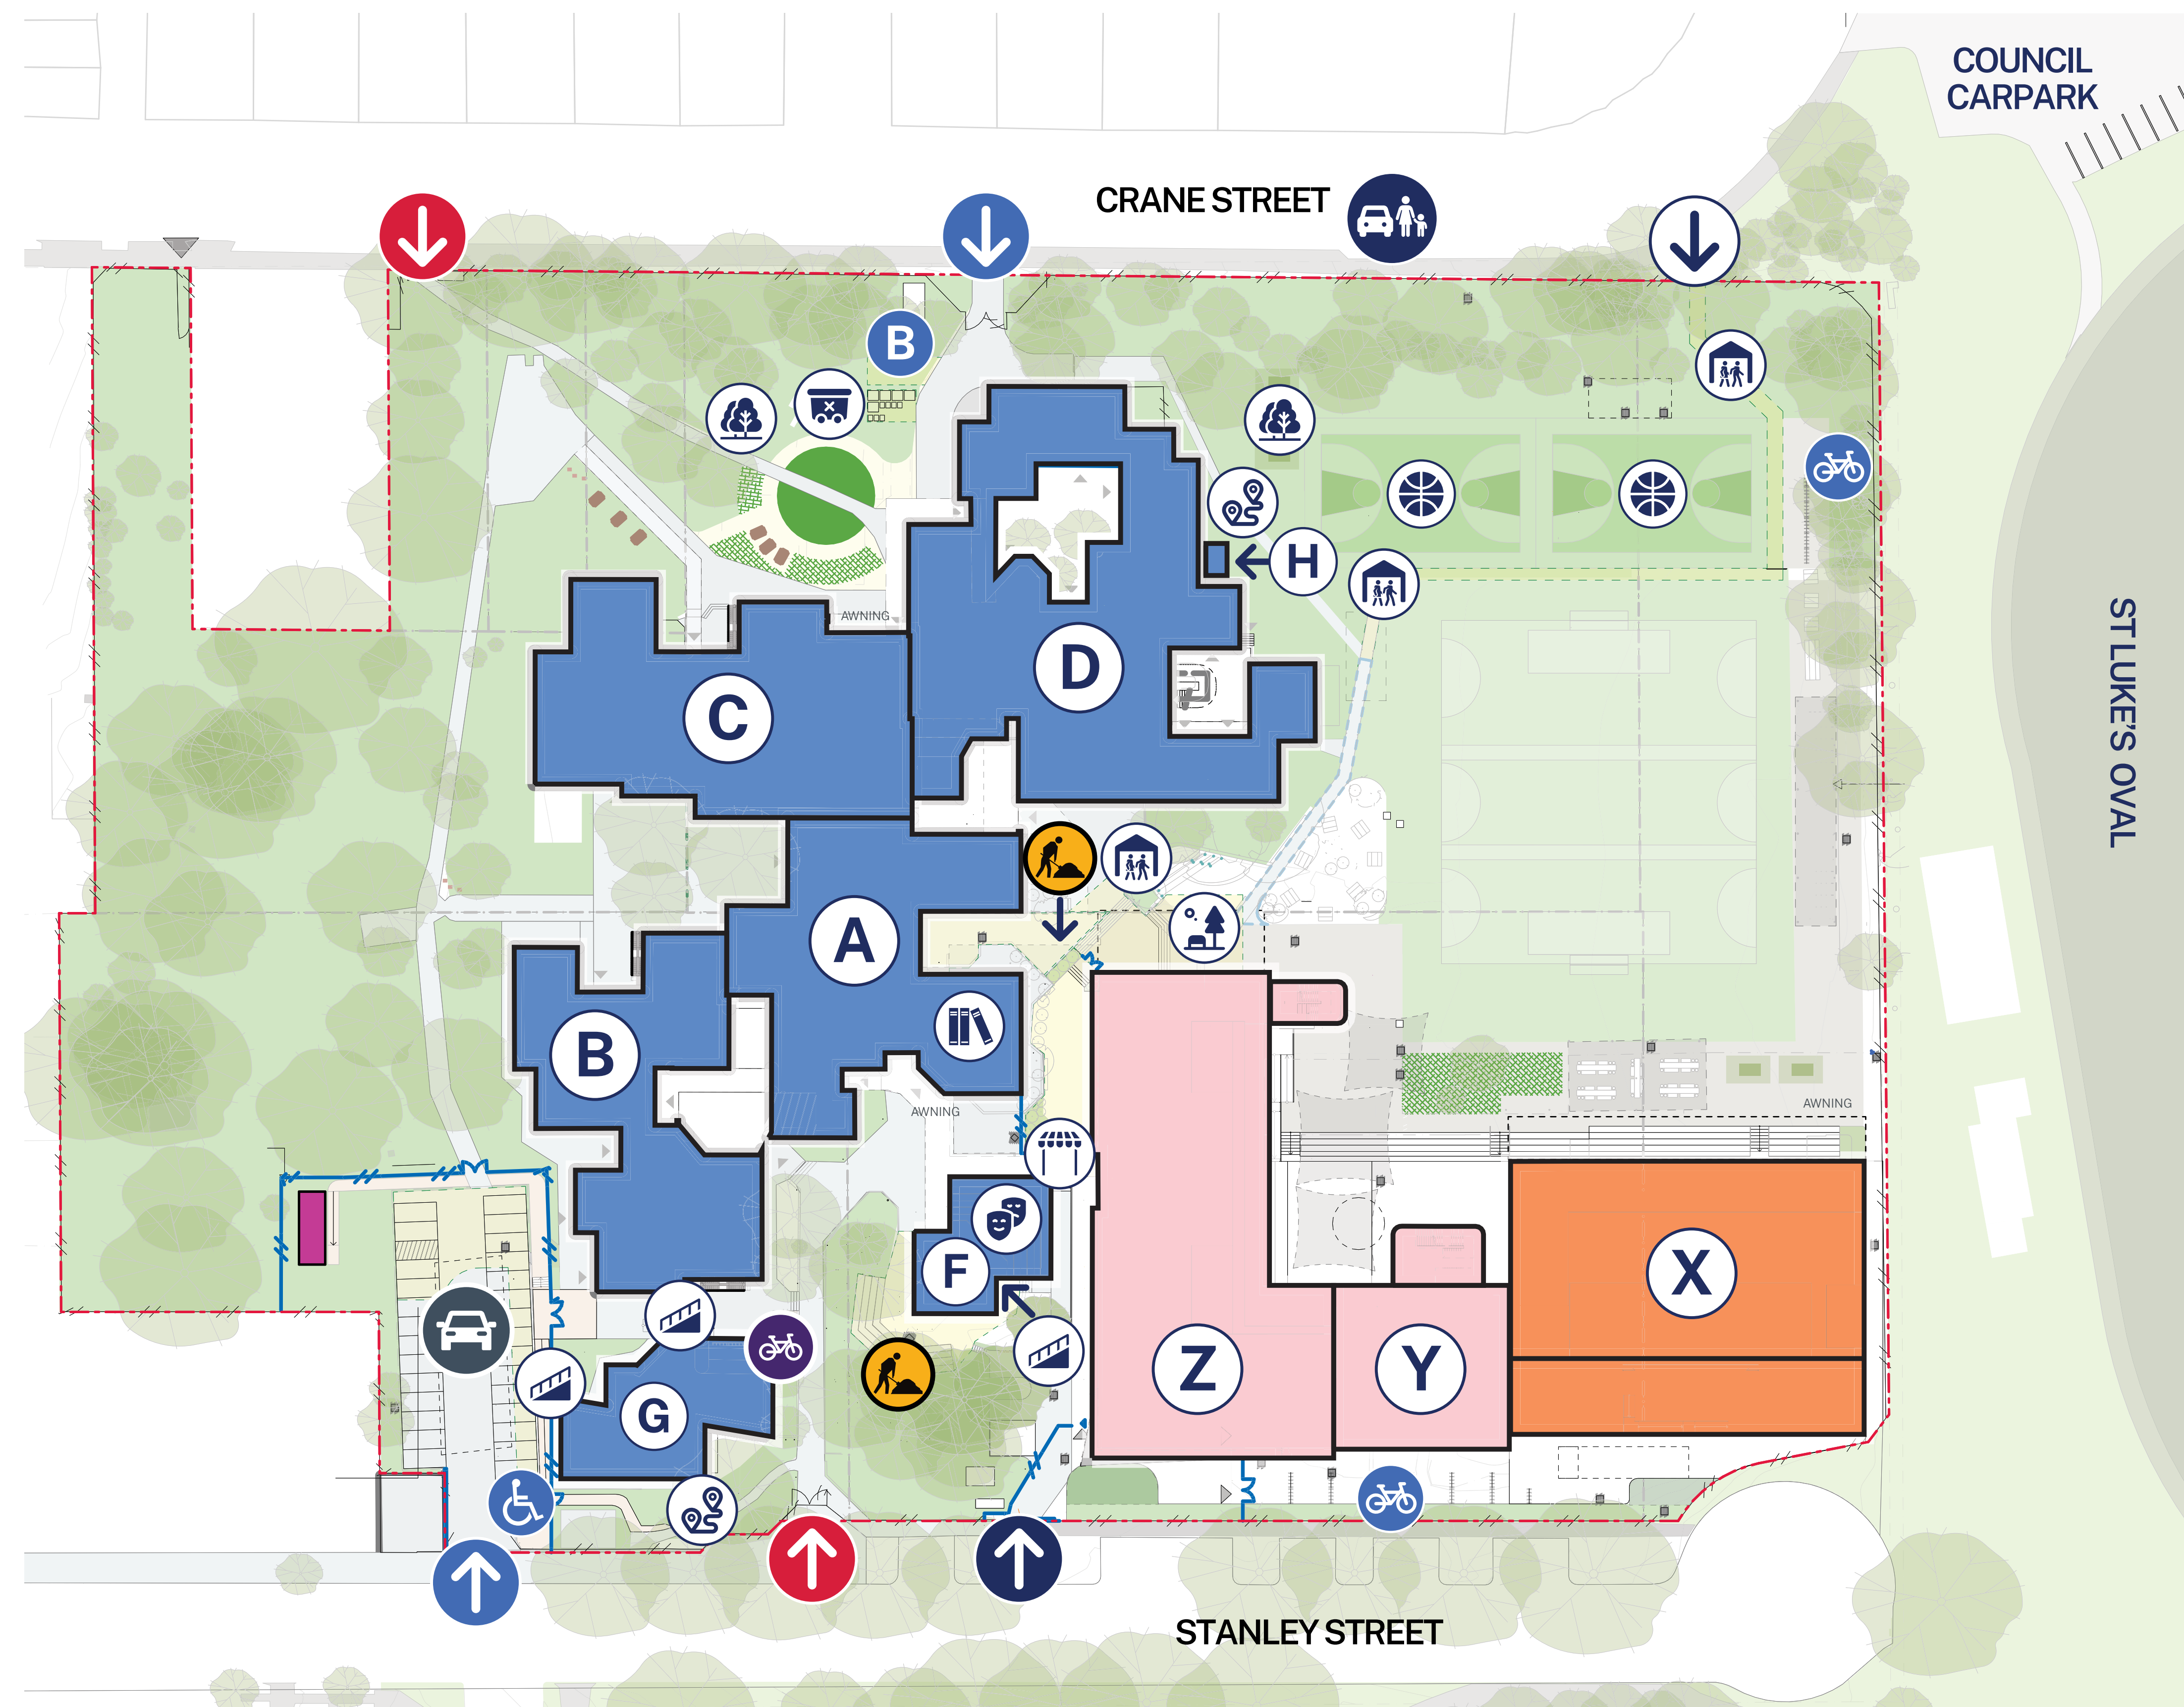 COUNCIL
CARPARK
CRANE STREET
B
H
AWNING
D
C
ST LUKE'S OVAL
A
B
AWNING
AWNING
F
X
Z
Y
G
STANLEY STREET